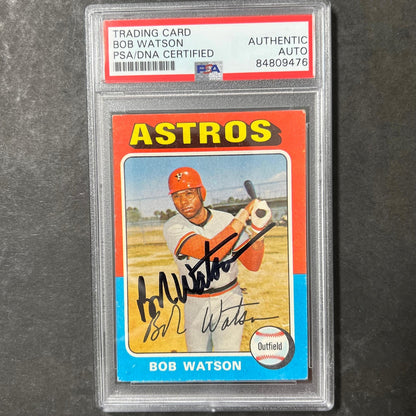 TRADING CARD
BOB WATSON
PSA/DNA CERTIFIED
AUTHENTIC
AUTO
84809476
PSA
ASTROS
Bob Watson
Bob Watson
Outfield
BOB WATSON